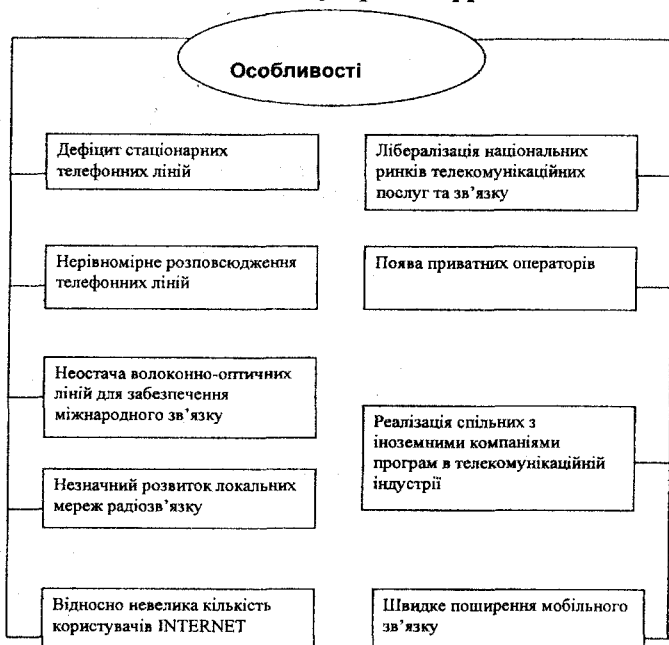 Особливості
Дефіцит стаціонарних
телефонних ліній
Нерівномірне розповсюдження
телефонних ліній
Неостача волоконно-оптичних
ліній для забезпечення
міжнародного зв’язку
Незначний розвиток локальних
мереж радіозв’язку
Відносно невелика кількість
користувачів INTERNET
Лібералізація національних
ринків телекомунікаційних
послуг та зв’язку
Поява приватних операторів
Реалізація спільних з
іноземними компаніями
програм в телекомунікаційній
індустрії
Швидке поширення мобільного
зв’язку